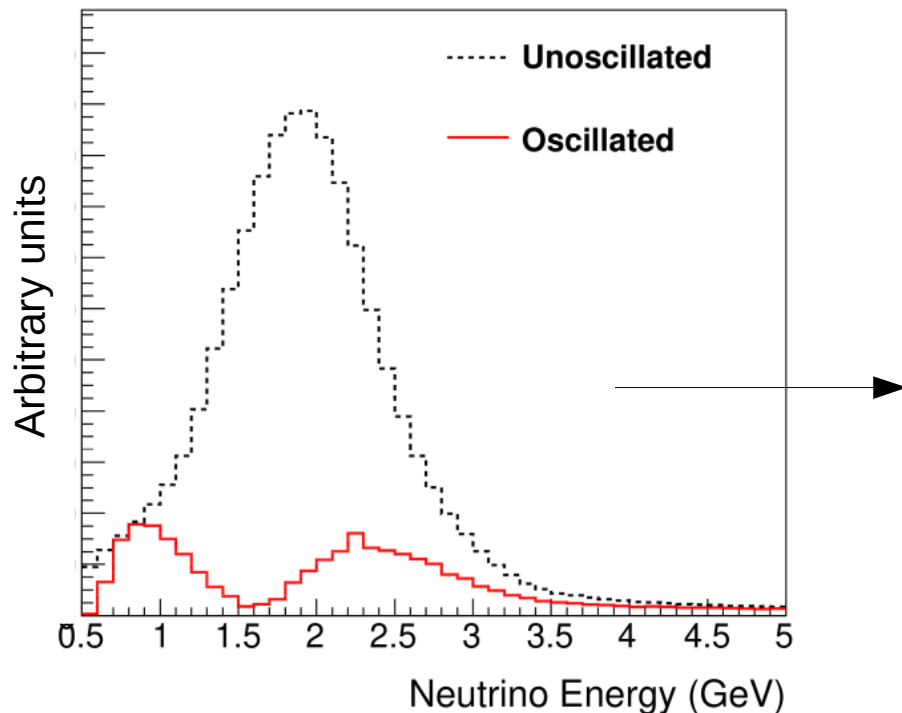 Unoscillated
Oscillated
Arbitrary units
0.5 1 1.5 2 2.5 3 3.5 4 4.5 5
Neutrino Energy (GeV)